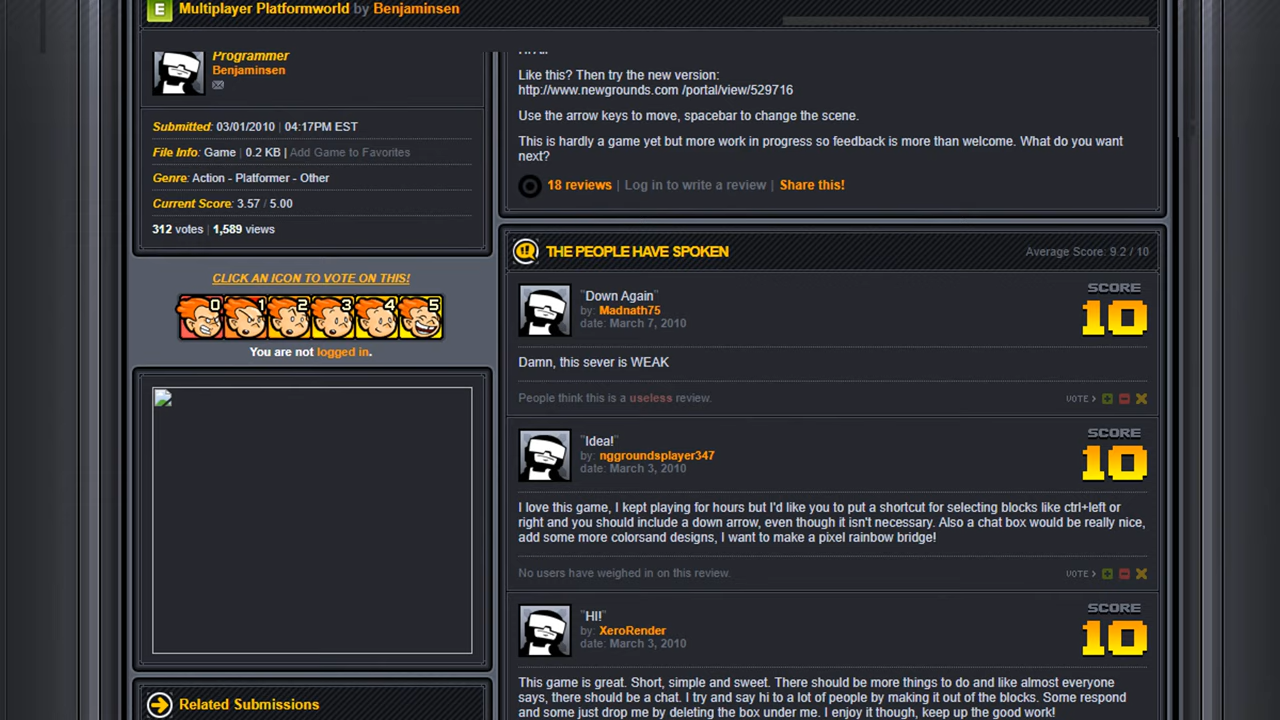 E Multiplayer Platformworld by Benjaminsen
Programmer
Benjaminsen
Submitted: 03/01/2010 | 04:17PM EST
File Info: Game | 0.2 KB | Add Game to Favorites
Genre: Action - Platformer - Other
Current Score: 3.57 / 5.00
312 votes | 1,589 views
CLICK AN ICON TO VOTE ON THIS!
0 1 2 3 4 5
You are not logged in.
Related Submissions
Like this? Then try the new version:
http://www.newgrounds.com /portal/view/529716
Use the arrow keys to move, spacebar to change the scene.
This is hardly a game yet but more work in progress so feedback is more than welcome. What do you want
next?
18 reviews | Log in to write a review | Share this!
THE PEOPLE HAVE SPOKEN
Average Score: 9.2 / 10
"Down Again"
by: Madnath75
date: March 7, 2010
SCORE
10
Damn, this sever is WEAK
People think this is a useless review.
VOTE >
"Idea!"
by: nggroundsplayer347
date: March 3, 2010
SCORE
10
I love this game, I kept playing for hours but I'd like you to put a shortcut for selecting blocks like ctrl+left or
right and you should include a down arrow, even though it isn't necessary. Also a chat box would be really nice,
add some more colorsand designs, I want to make a pixel rainbow bridge!
No users have weighed in on this review.
VOTE >
"HI!"
by: XeroRender
date: March 3, 2010
SCORE
10
This game is great. Short, simple and sweet. There should be more things to do and like almost everyone
says, there should be a chat. I try and say hi to a lot of people by making it out of the blocks. Some respond
and some just drop me by deleting the box under me. I enjoy it though, keep up the good work!